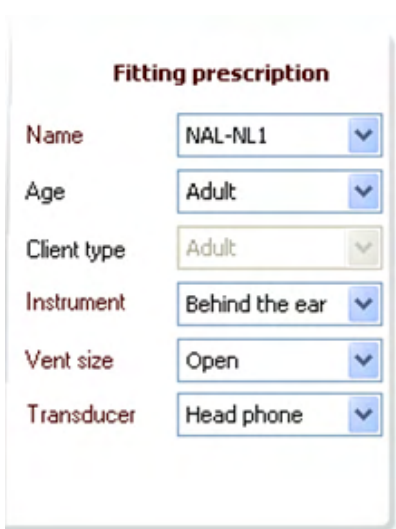 Fitting prescription
Name NAL-NL1
Age Adult
Client type Adult
Instrument Behind the ear
Vent size Open
Transducer Head phone